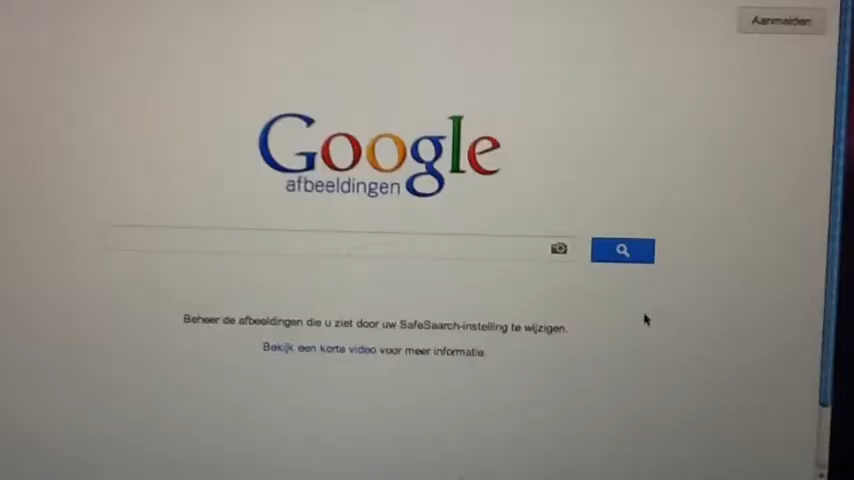 Aanmelden
Google
afbeeldingen
Beheer de afbeeldingen die u ziet door uw SafeSearch-instelling te wijzigen.
Bekijk een korte video voor meer informatie.